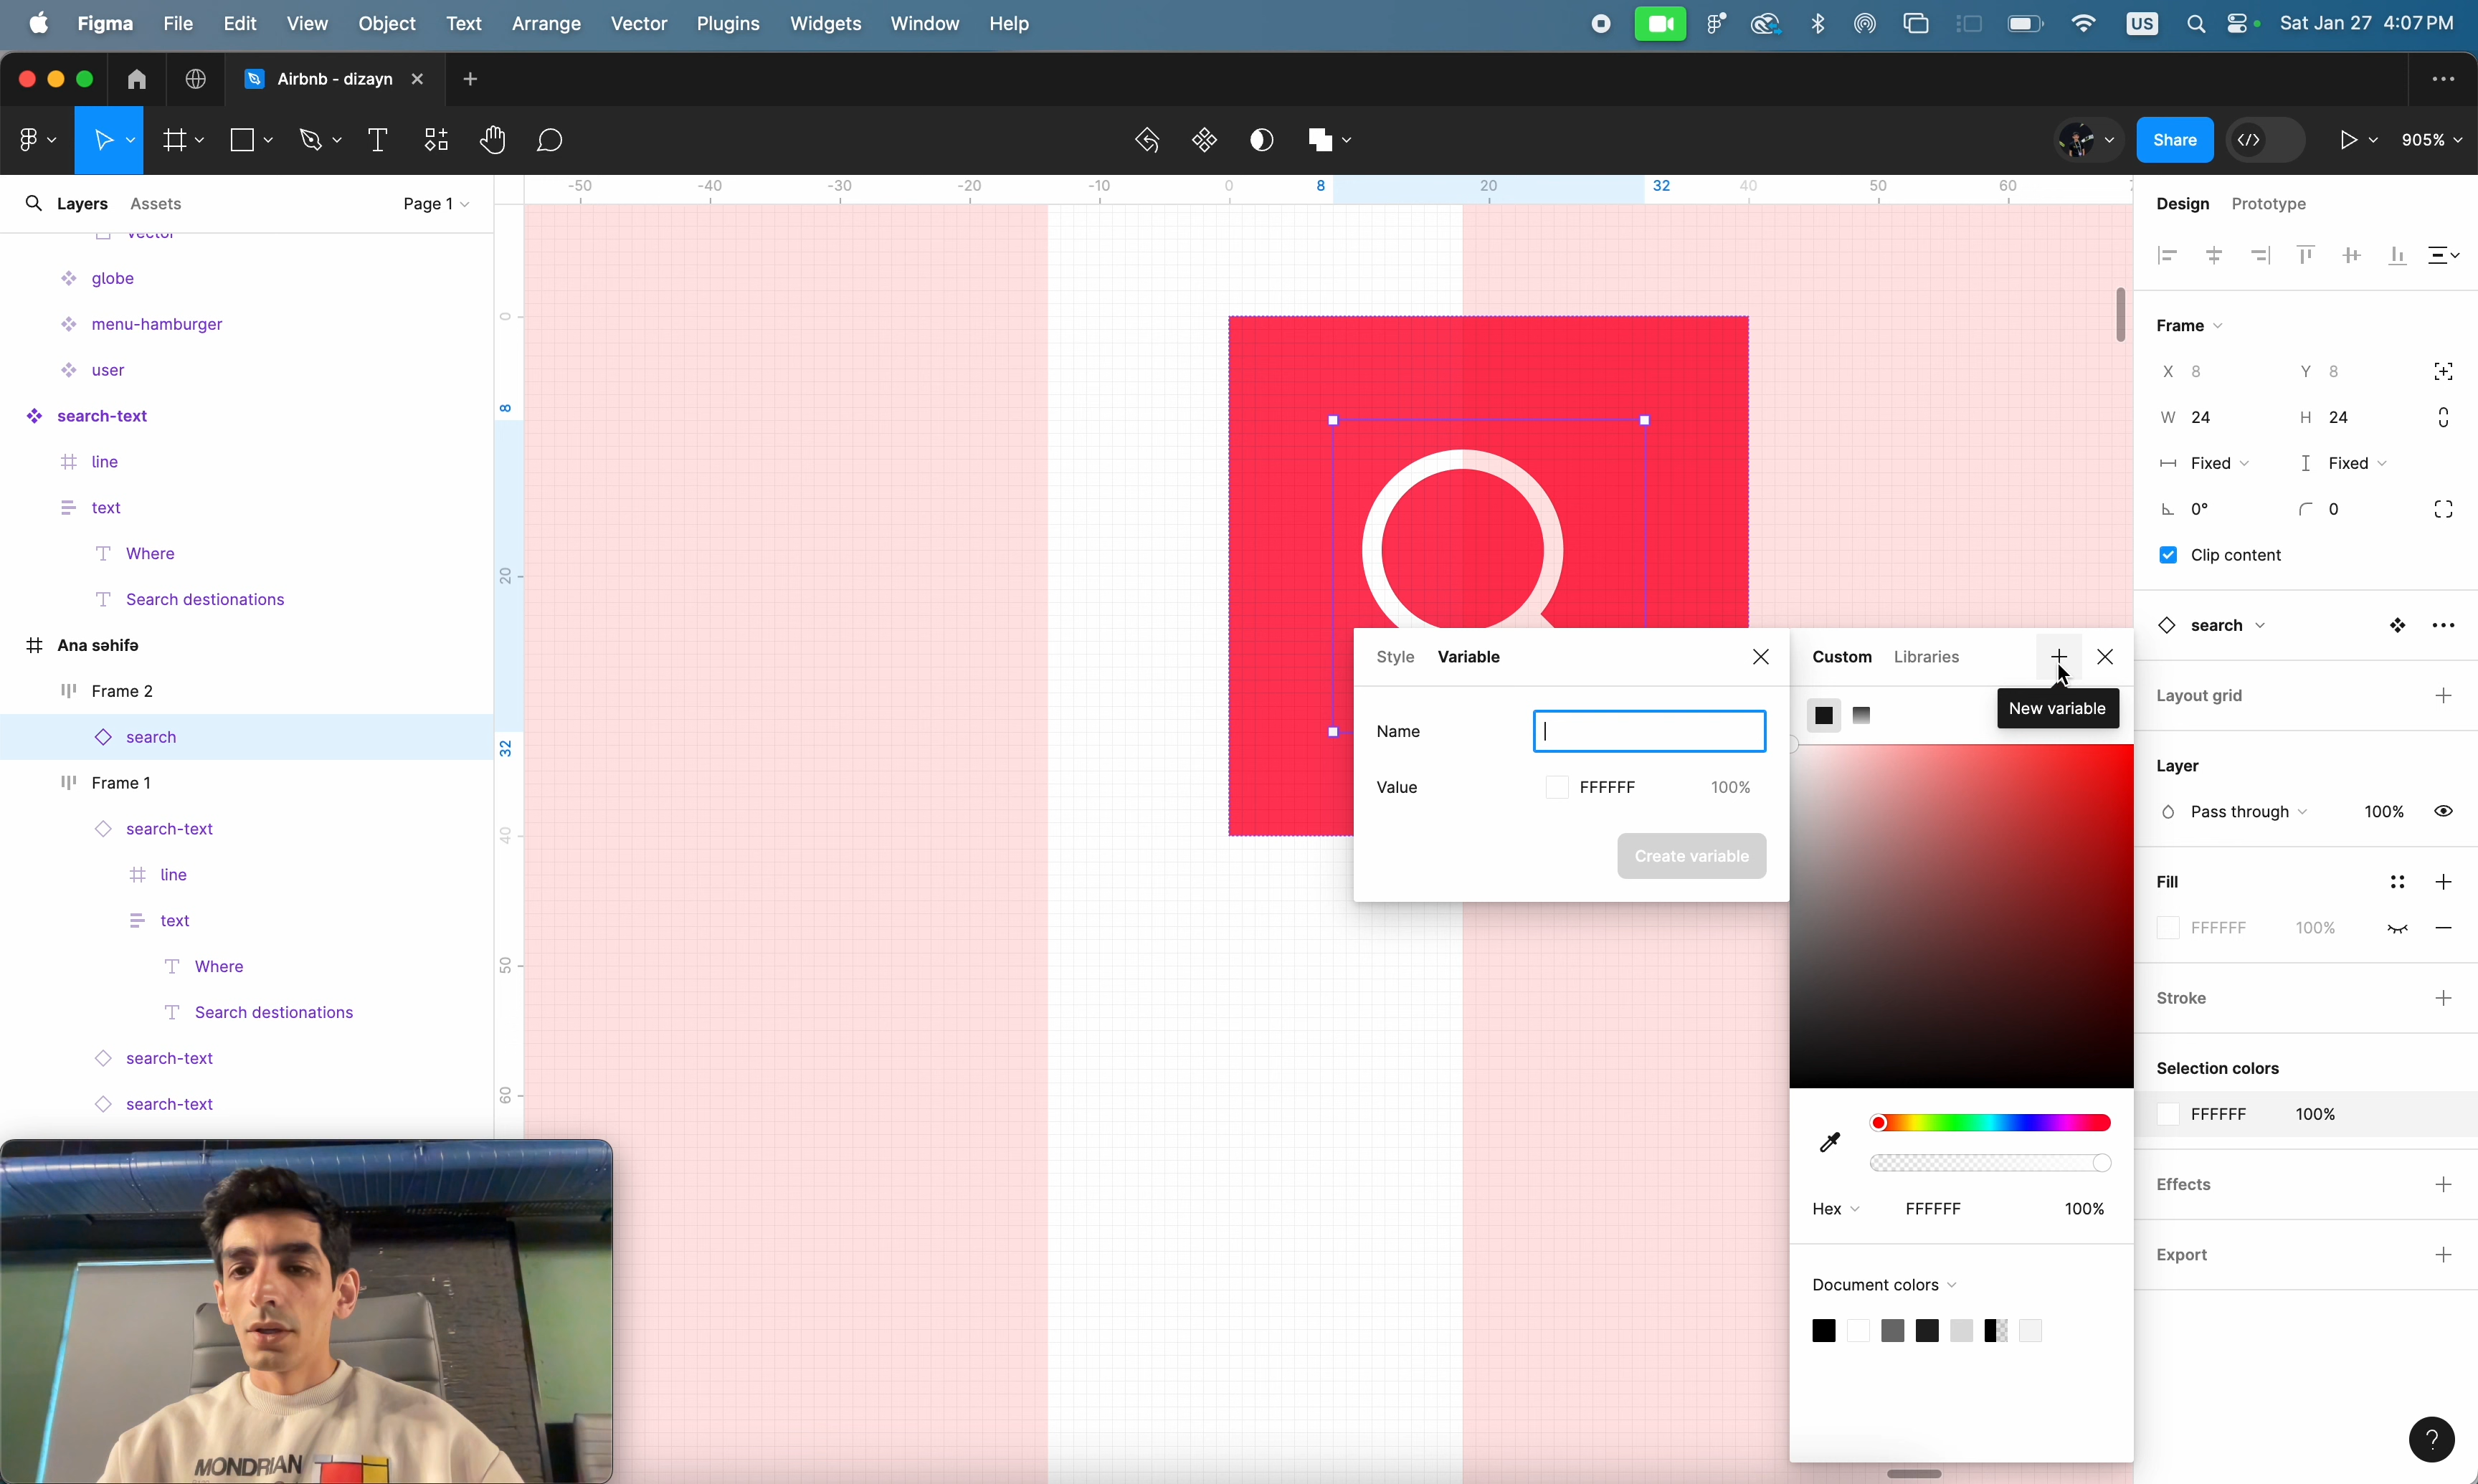 Figma File Edit View Object Text Arrange Vector Plugins Widgets Window Help
US Sat Jan 27 4:07 PM
Airbnb - dizayn
Share
905%
Layers Assets Page 1
Vector
globe
menu-hamburger
user
search-text
line
text
Where
Search destionations
Ana səhifə
Frame 2
search
Frame 1
search-text
line
text
Where
Search destionations
search-text
search-text
-50 -40 -30 -20 -10 0 8 20 32 40 50 60
0
8
20
32
40
50
60
Style Variable
Name
Value FFFFFF 100%
Create variable
Custom Libraries
New variable
Hex FFFFFF 100%
Document colors
Design Prototype
Frame
X 8 Y 8
W 24 H 24
Fixed Fixed
0° 0
Clip content
search
Layout grid
Layer
Pass through 100%
Fill
FFFFFF 100%
Stroke
Selection colors
FFFFFF 100%
Effects
Export
?
MONDRIAN